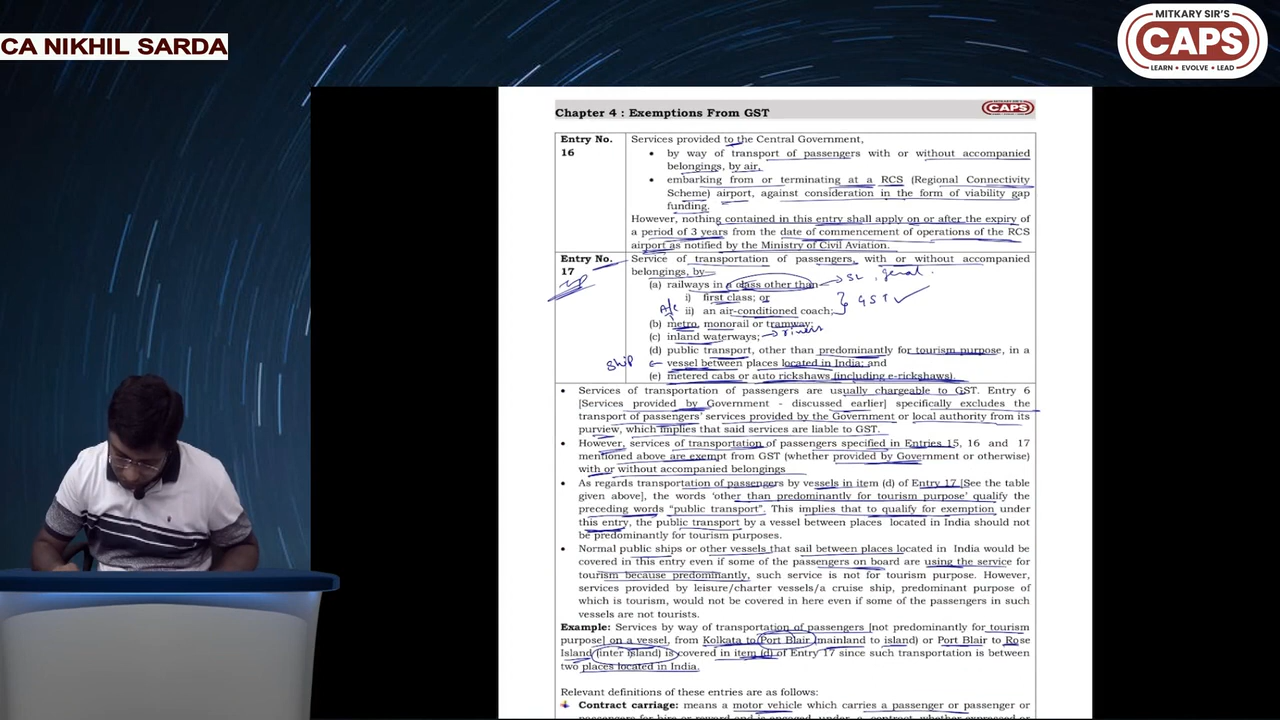 CA NIKHIL SARDA
MITKARY SIR'S
CAPS
LEARN • EVOLVE • LEAD
Chapter 4 : Exemptions From GST
MITKARY SIR'S
CAPS
Entry No. 16
Services provided to the Central Government,
• by way of transport of passengers with or without accompanied
belongings, by air,
• embarking from or terminating at a RCS (Regional Connectivity
Scheme) airport, against consideration in the form of viability gap
funding.
However, nothing contained in this entry shall apply on or after the expiry of
a period of 3 years from the date of commencement of operations of the RCS
airport as notified by the Ministry of Civil Aviation.
Entry No. 17
Service of transportation of passengers, with or without accompanied
belongings, by—
(a) railways in a class other than → SL, genal.
i) first class; or
A/c ii) an air-conditioned coach; } GST
(b) metro, monorail or tramway;
(c) inland waterways; → rivers
(d) public transport, other than predominantly for tourism purpose, in a
Ship ← vessel between places located in India; and
(e) metered cabs or auto rickshaws (including e-rickshaws).
• Services of transportation of passengers are usually chargeable to GST. Entry 6
[Services provided by Government - discussed earlier] specifically excludes the
transport of passengers' services provided by the Government or local authority from its
purview, which implies that said services are liable to GST.
• However, services of transportation of passengers specified in Entries 15, 16 and 17
mentioned above are exempt from GST (whether provided by Government or otherwise)
with or without accompanied belongings
• As regards transportation of passengers by vessels in item (d) of Entry 17 [See the table
given above], the words 'other than predominantly for tourism purpose' qualify the
preceding words "public transport". This implies that to qualify for exemption under
this entry, the public transport by a vessel between places located in India should not
be predominantly for tourism purposes.
• Normal public ships or other vessels that sail between places located in India would be
covered in this entry even if some of the passengers on board are using the service for
tourism because predominantly, such service is not for tourism purpose. However,
services provided by leisure/charter vessels/a cruise ship, predominant purpose of
which is tourism, would not be covered in here even if some of the passengers in such
vessels are not tourists.
Example: Services by way of transportation of passengers [not predominantly for tourism
purpose] on a vessel, from Kolkata to Port Blair (mainland to island) or Port Blair to Rose
Island (inter island) is covered in item (d) of Entry 17 since such transportation is between
two places located in India.
Relevant definitions of these entries are as follows:
Contract carriage: means a motor vehicle which carries a passenger or passenger or
passengers for hire or reward and is engaged under a contract, whether expressed or